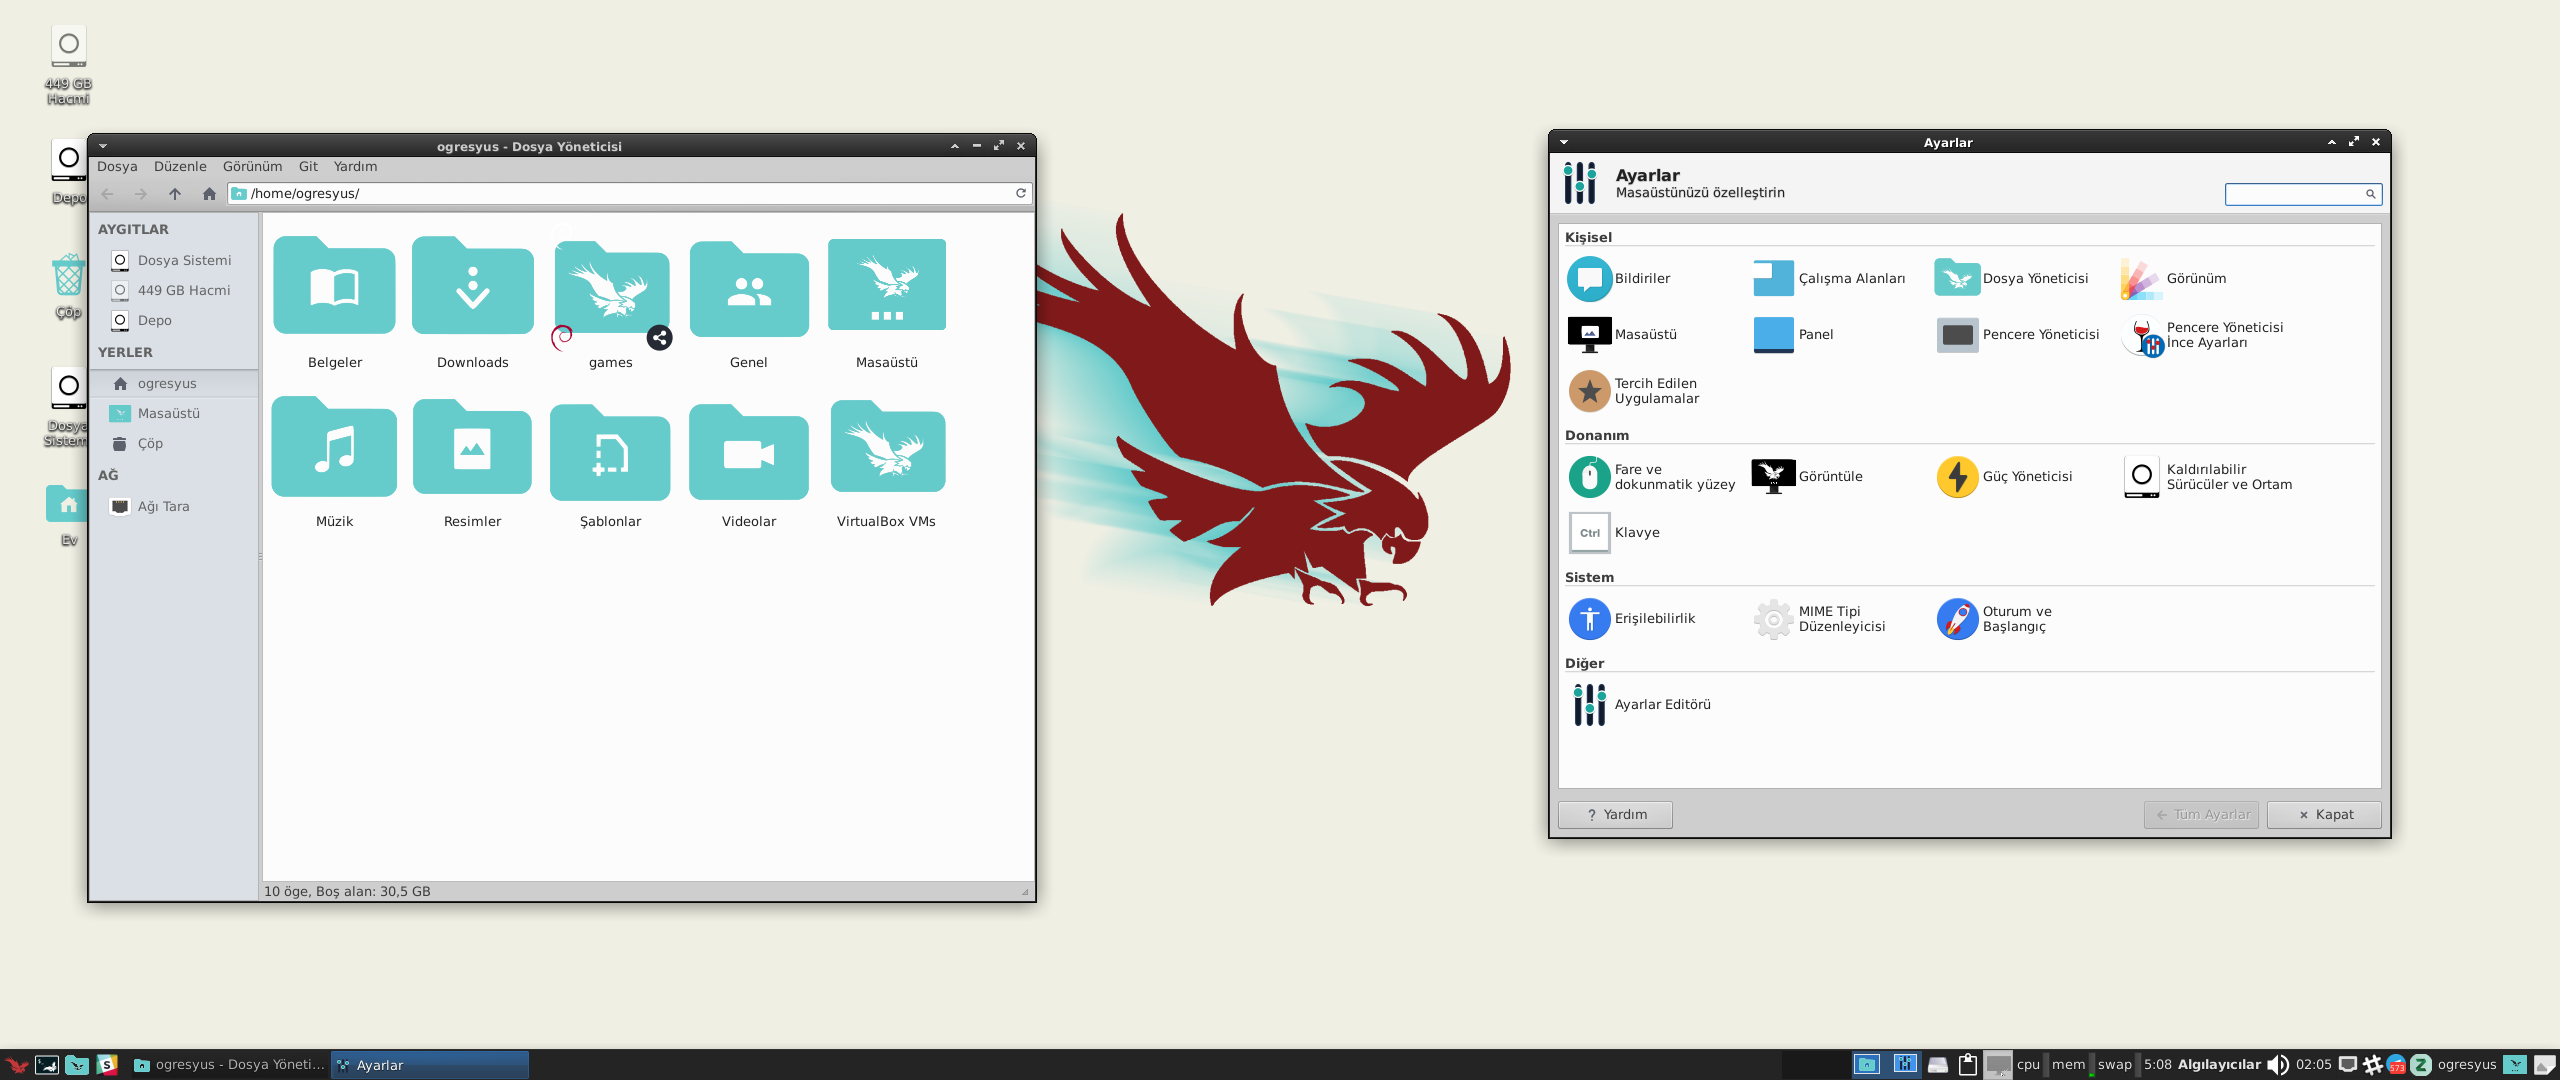 449 GB
Hacmi
Depo
Çöp
Dosya
Sistem
Ev
ogresyus - Dosya Yöneticisi
Dosya Düzenle Görünüm Git Yardım
/home/ogresyus/
AYGITLAR
Dosya Sistemi
449 GB Hacmi
Depo
YERLER
ogresyus
Masaüstü
Çöp
AĞ
Ağı Tara
Belgeler Downloads games Genel Masaüstü
Müzik Resimler Şablonlar Videolar VirtualBox VMs
10 öge, Boş alan: 30,5 GB
Ayarlar
Ayarlar
Masaüstünüzü özelleştirin
Kişisel
Bildiriler Çalışma Alanları Dosya Yöneticisi Görünüm
Masaüstü Panel Pencere Yöneticisi Pencere Yöneticisi
İnce Ayarları
Tercih Edilen
Uygulamalar
Donanım
Fare ve
dokunmatik yüzey
Görüntüle
Güç Yöneticisi
Kaldırılabilir
Sürücüler ve Ortam
Ctrl Klavye
Sistem
Erişilebilirlik
MIME Tipi
Düzenleyicisi
Oturum ve
Başlangıç
Diğer
Ayarlar Editörü
? Yardım
Tüm Ayarlar
Kapat
S ogresyus - Dosya Yöneti... Ayarlar cpu mem swap 5:08 Algılayıcılar 02:05 573 Z ogresyus